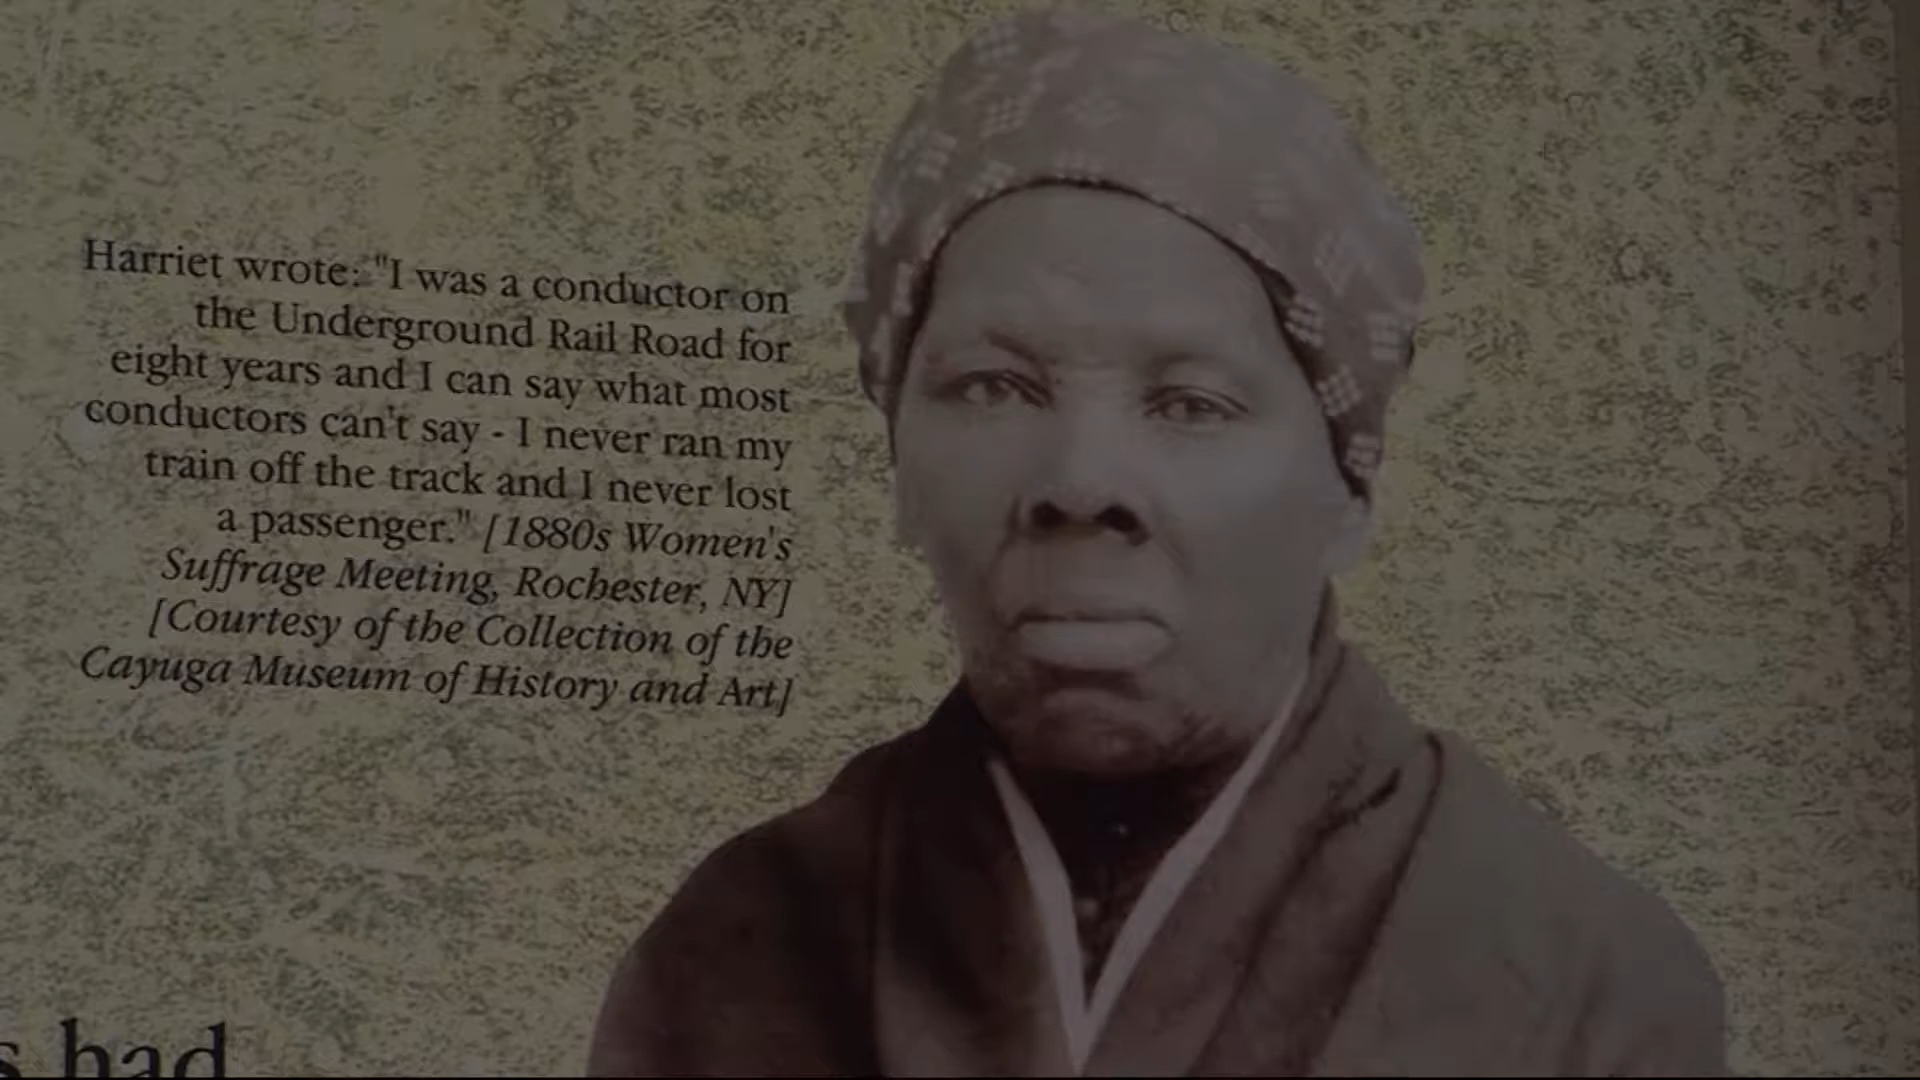 Harriet wrote: "I was a conductor on
the Underground Rail Road for
eight years and I can say what most
conductors can't say - I never ran my
train off the track and I never lost
a passenger." [1880s Women's
Suffrage Meeting, Rochester, NY]
[Courtesy of the Collection of the
Cayuga Museum of History and Art]
s had